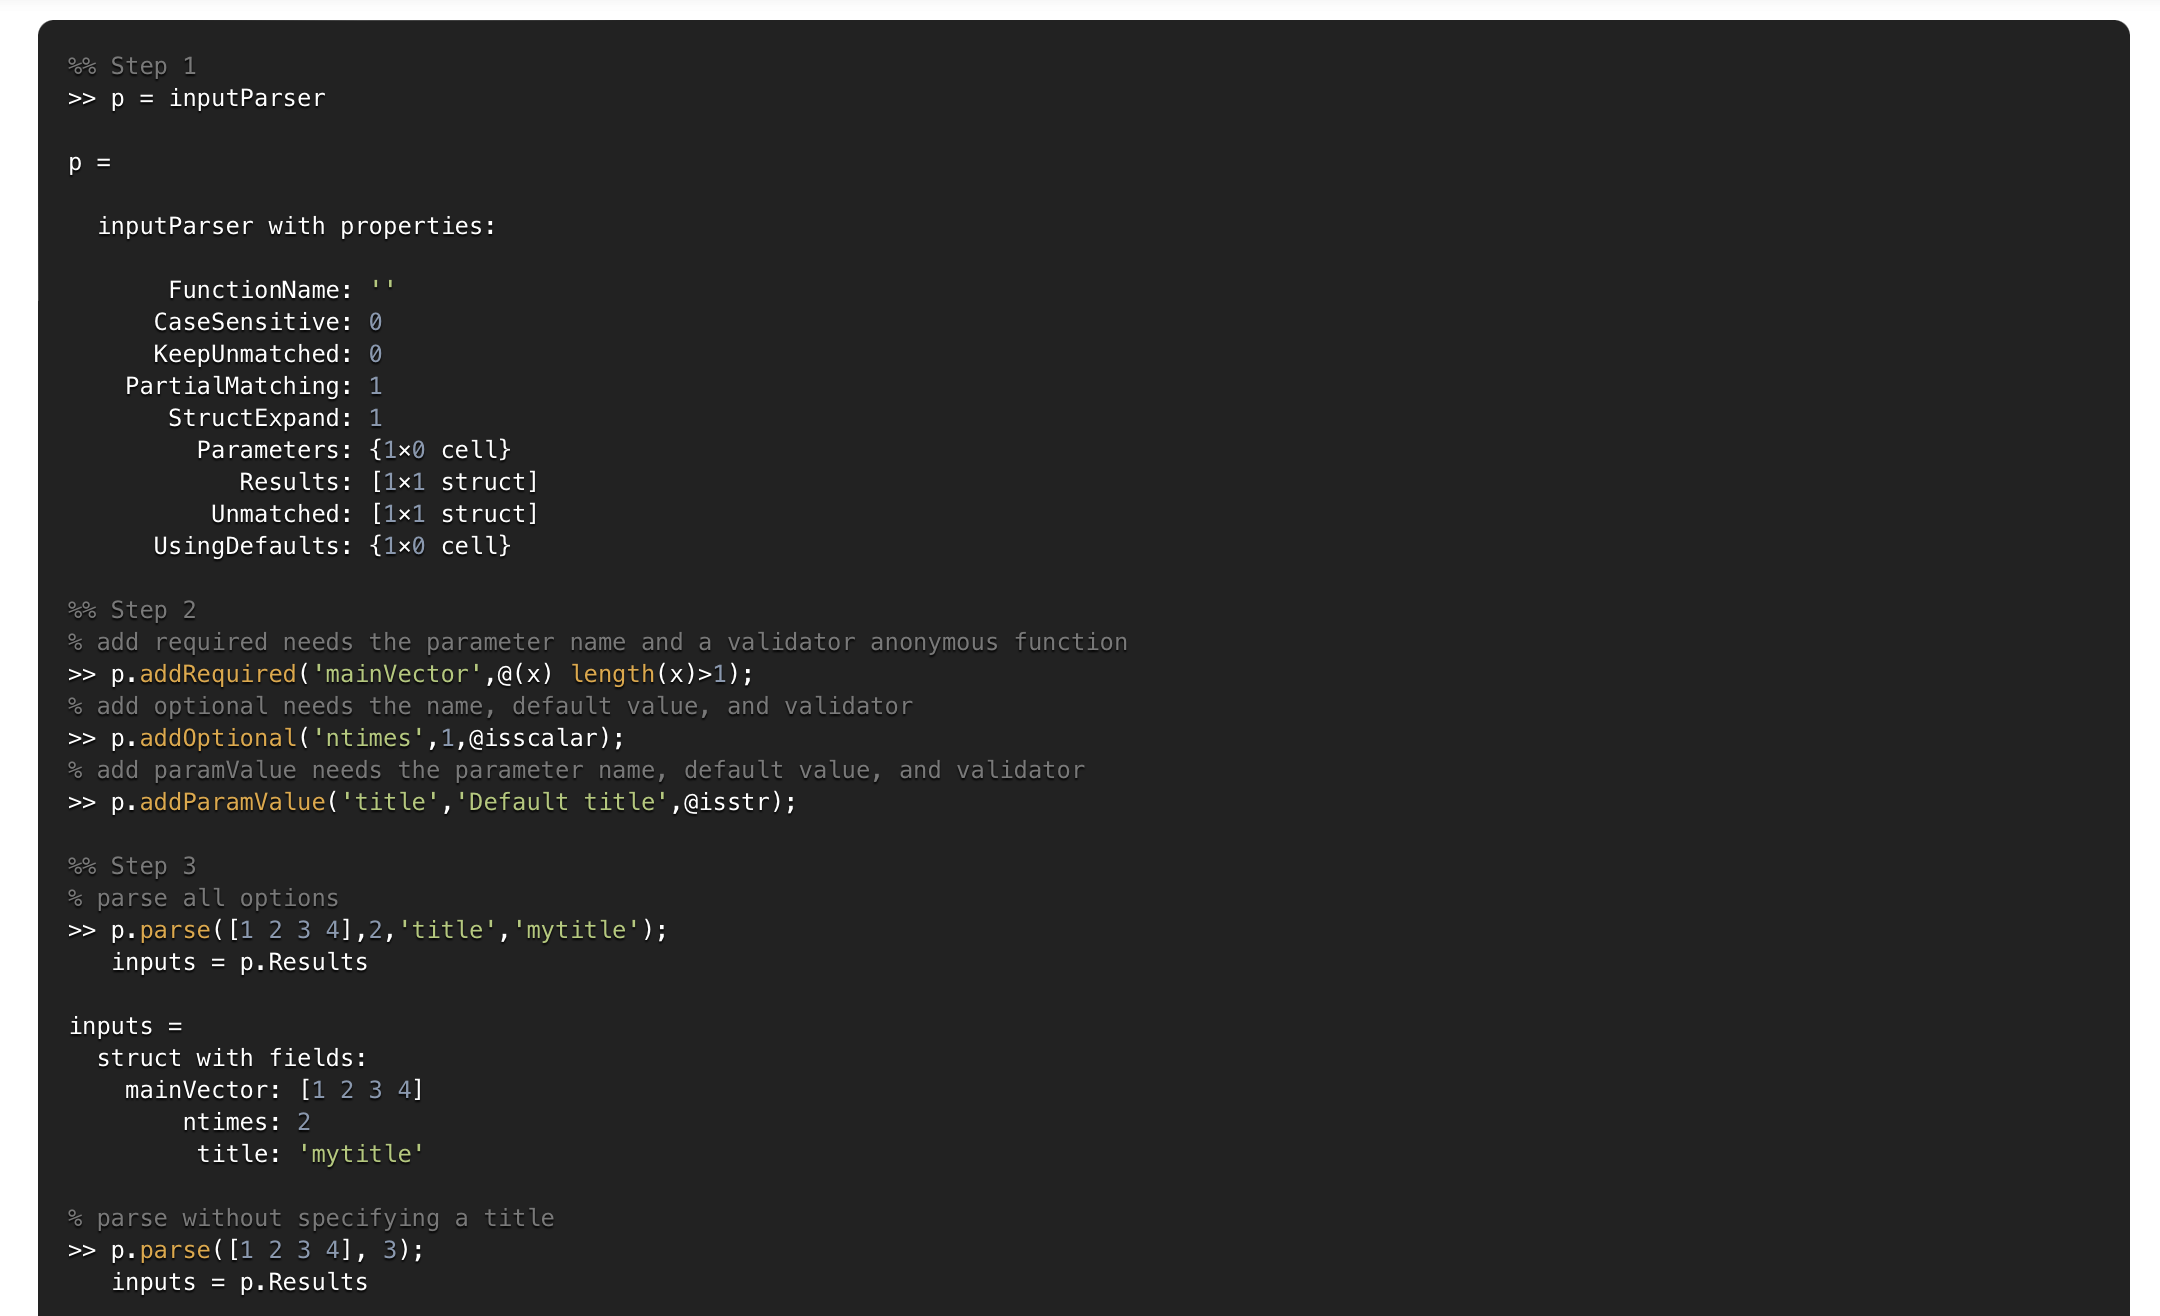 %% Step 1
>> p = inputParser
p =
inputParser with properties:
FunctionName: ''
CaseSensitive: 0
KeepUnmatched: 0
PartialMatching: 1
StructExpand: 1
Parameters: {1×0 cell}
Results: [1×1 struct]
Unmatched: [1×1 struct]
UsingDefaults: {1×0 cell}
%% Step 2
% add required needs the parameter name and a validator anonymous function
>> p.addRequired('mainVector',@(x) length(x)>1);
% add optional needs the name, default value, and validator
>> p.addOptional('ntimes',1,@isscalar);
% add paramValue needs the parameter name, default value, and validator
>> p.addParamValue('title','Default title',@isstr);
%% Step 3
% parse all options
>> p.parse([1 2 3 4],2,'title','mytitle');
inputs = p.Results
inputs =
struct with fields:
mainVector: [1 2 3 4]
ntimes: 2
title: 'mytitle'
% parse without specifying a title
>> p.parse([1 2 3 4], 3);
inputs = p.Results